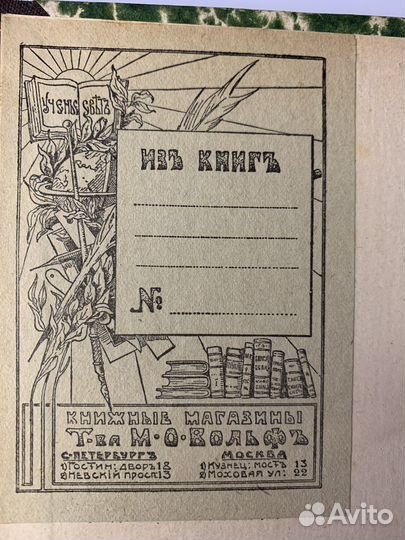 УЧЕНЬЕ СВѢТЪ
ИЗЪ КНИГЪ
№
КНИЖНЫЕ МАГАЗИНЫ
Т-ва М·О·ВОЛЬФЪ
С-ПЕТЕРБУРГЪ
1) ГОСТИН: ДВОРЪ 18
2) НЕВСКІЙ ПРОСП: 13
МОСКВА
1) КУЗНЕЦ: МОСТЪ 13
2) МОХОВАЯ УЛ: 22
Avito